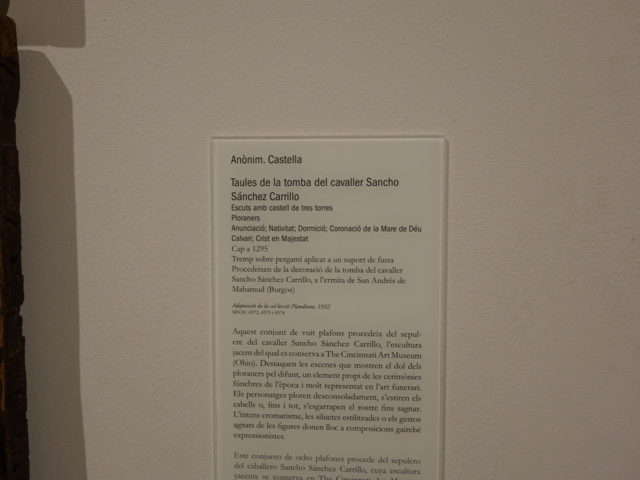 Anònim. Castella
Taules de la tomba del cavaller Sancho
Sánchez Carrillo
Escuts amb castell de tres torres
Ploraners
Anunciació; Nativitat; Dormició; Coronació de la Mare de Déu
Calvari; Crist en Majestat
Cap a 1295
Tremp sobre pergamí aplicat a un suport de fusta
Procedeixen de la decoració de la tomba del cavaller
Sancho Sánchez Carrillo, a l'ermita de San Andrés de
Mahamud (Burgos)
Adquisició de la col·lecció Plandiura, 1932
MNAC 4372, 4373 i 4374
Aquest conjunt de vuit plafons procedeix del sepul-
cre del cavaller Sancho Sánchez Carrillo, l'escultura
jacent del qual es conserva a The Cincinnati Art Museum
(Ohio). Destaquen les escenes que mostren el dol dels
ploraners pel difunt, un element propi de les cerimònies
fúnebres de l'època i molt representat en l'art funerari.
Els personatges ploren desconsoladament, s'estiren els
cabells o, fins i tot, s'esgarrapen el rostre fins sagnar.
L'intens cromatisme, les siluetes estilitzades o els gestos
agitats de les figures donen lloc a composicions gairebé
expressionistes.
Este conjunto de ocho plafones procede del sepulcro
del caballero Sancho Sánchez Carrillo, cuya escultura
yacente se conserva en The Cincinnati Art